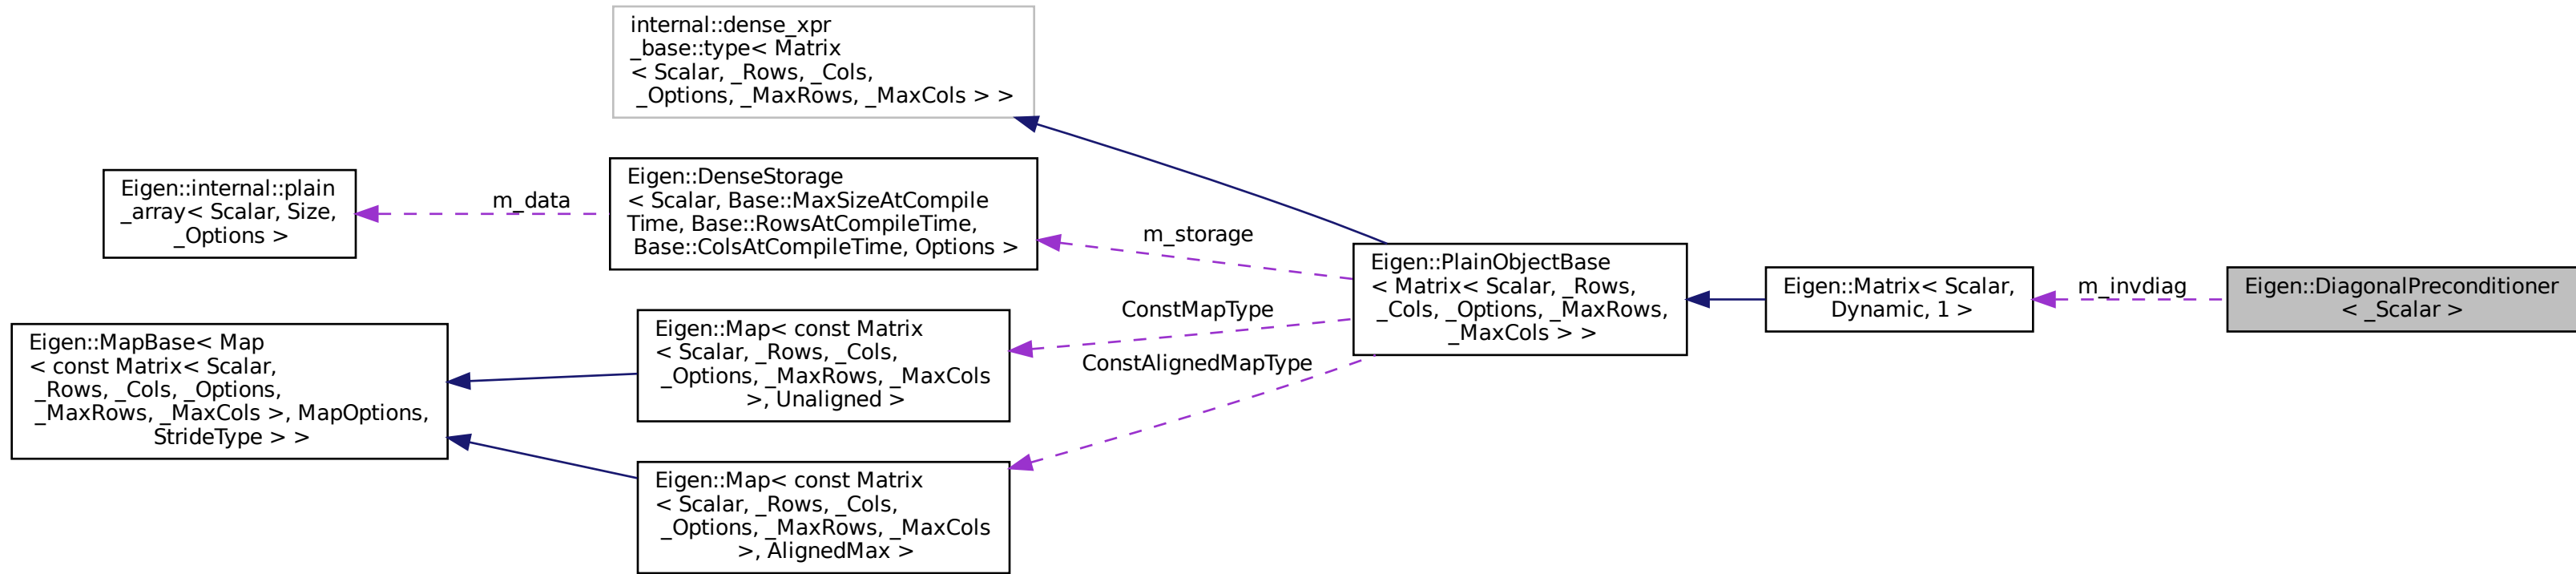 internal::dense_xpr
_base::type< Matrix
< Scalar, _Rows, _Cols,
_Options, _MaxRows, _MaxCols > >
Eigen::internal::plain
_array< Scalar, Size,
_Options >
m_data
Eigen::DenseStorage
< Scalar, Base::MaxSizeAtCompile
Time, Base::RowsAtCompileTime,
Base::ColsAtCompileTime, Options >
m_storage
Eigen::PlainObjectBase
< Matrix< Scalar, _Rows,
_Cols, _Options, _MaxRows,
_MaxCols > >
Eigen::Matrix< Scalar,
Dynamic, 1 >
m_invdiag
Eigen::DiagonalPreconditioner
< _Scalar >
Eigen::MapBase< Map
< const Matrix< Scalar,
_Rows, _Cols, _Options,
_MaxRows, _MaxCols >, MapOptions,
StrideType > >
Eigen::Map< const Matrix
< Scalar, _Rows, _Cols,
_Options, _MaxRows, _MaxCols
>, Unaligned >
ConstMapType
ConstAlignedMapType
Eigen::Map< const Matrix
< Scalar, _Rows, _Cols,
_Options, _MaxRows, _MaxCols
>, AlignedMax >